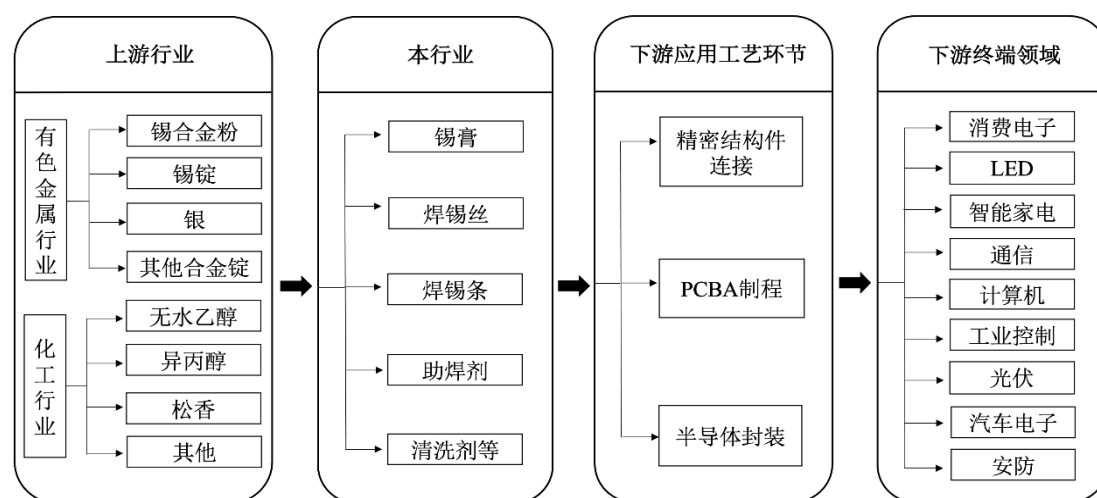 上游行业
有色金属行业
锡合金粉
锡锭
银
其他合金锭
化工行业
无水乙醇
异丙醇
松香
其他
本行业
锡膏
焊锡丝
焊锡条
助焊剂
清洗剂等
下游应用工艺环节
精密结构件
连接
PCBA制程
半导体封装
下游终端领域
消费电子
LED
智能家电
通信
计算机
工业控制
光伏
汽车电子
安防